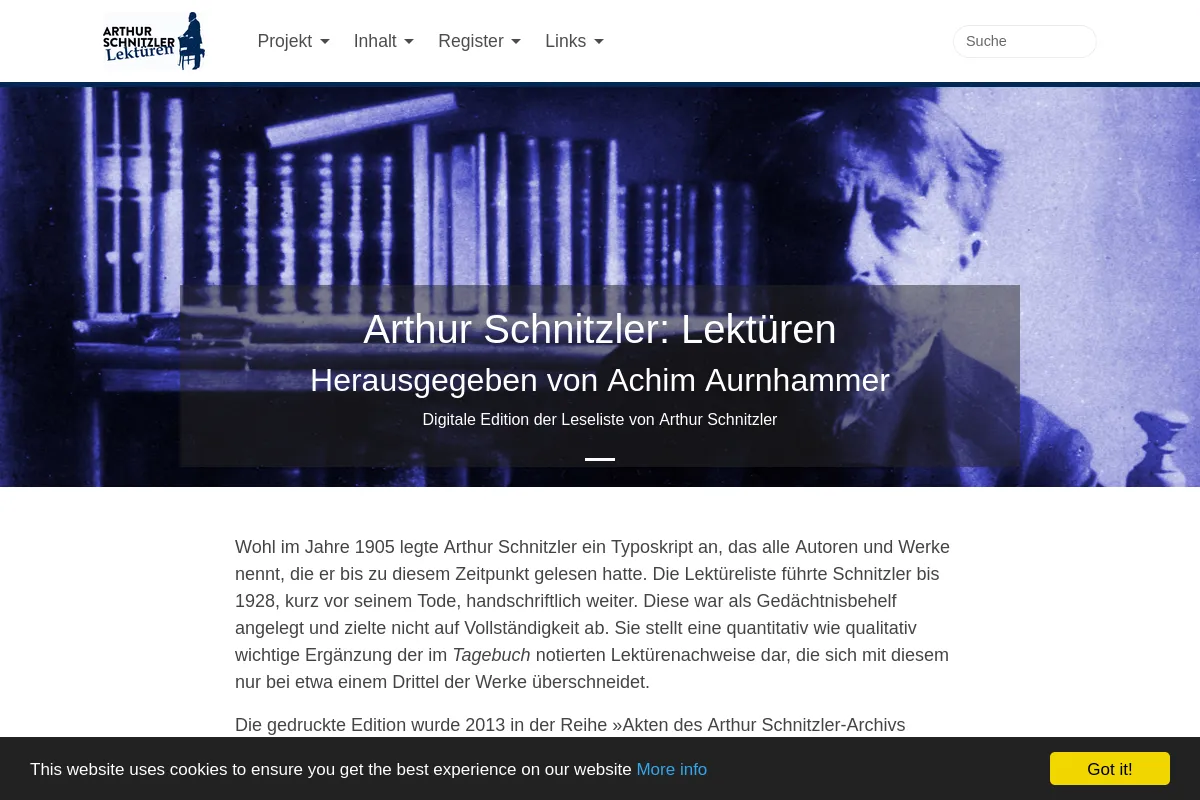 ARTHUR
SCHNITZLER
Lektüren
Projekt
Inhalt
Register
Links
Suche
Arthur Schnitzler: Lektüren
Herausgegeben von Achim Aurnhammer
Digitale Edition der Leseliste von Arthur Schnitzler
Wohl im Jahre 1905 legte Arthur Schnitzler ein Typoskript an, das alle Autoren und Werke
nennt, die er bis zu diesem Zeitpunkt gelesen hatte. Die Lektüreliste führte Schnitzler bis
1928, kurz vor seinem Tode, handschriftlich weiter. Diese war als Gedächtnisbehelf
angelegt und zielte nicht auf Vollständigkeit ab. Sie stellt eine quantitativ wie qualitativ
wichtige Ergänzung der im Tagebuch notierten Lektürenachweise dar, die sich mit diesem
nur bei etwa einem Drittel der Werke überschneidet.
Die gedruckte Edition wurde 2013 in der Reihe »Akten des Arthur Schnitzler-Archivs
This website uses cookies to ensure you get the best experience on our website More info
Got it!